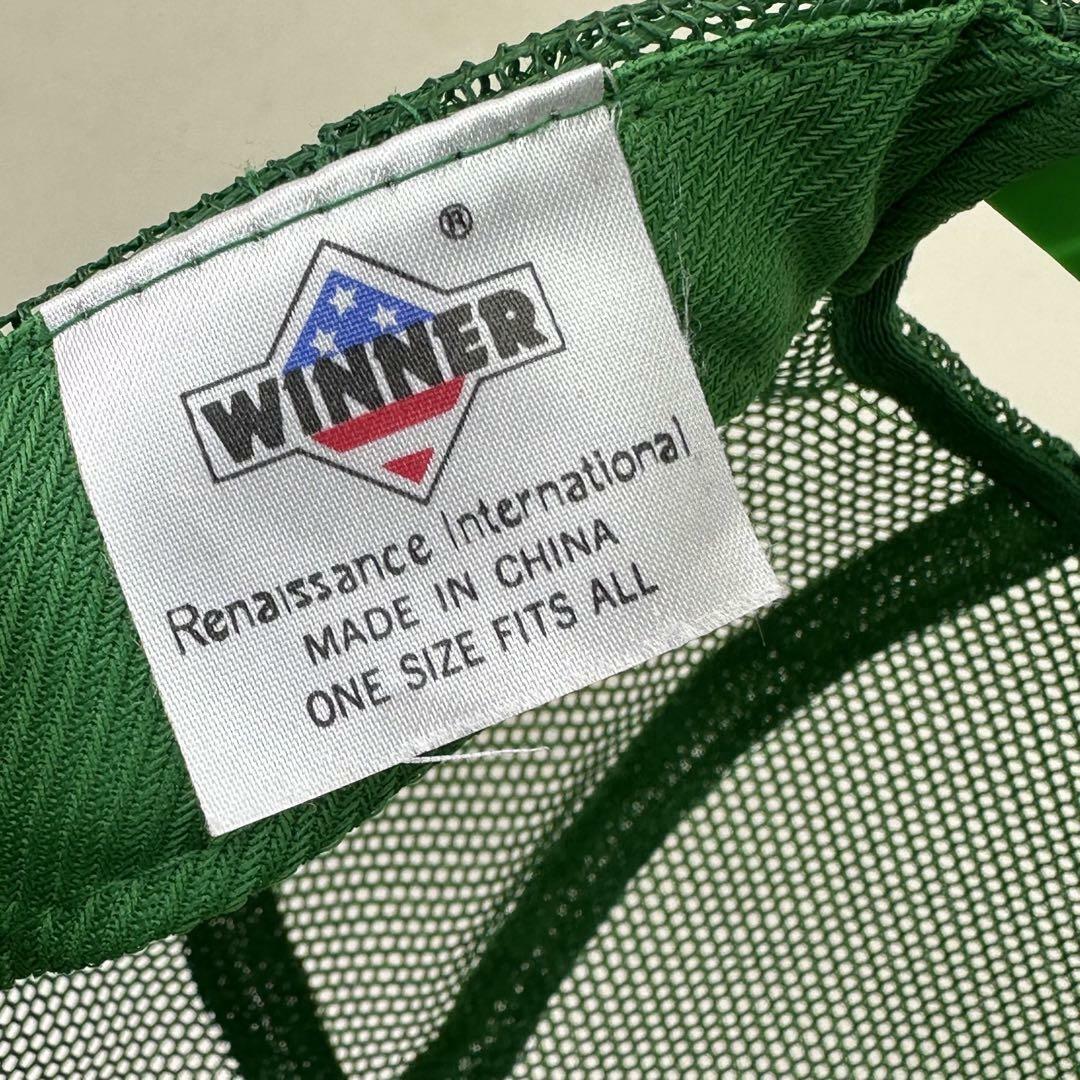 ®
WINNER
Renaissance International
MADE IN CHINA
ONE SIZE FITS ALL